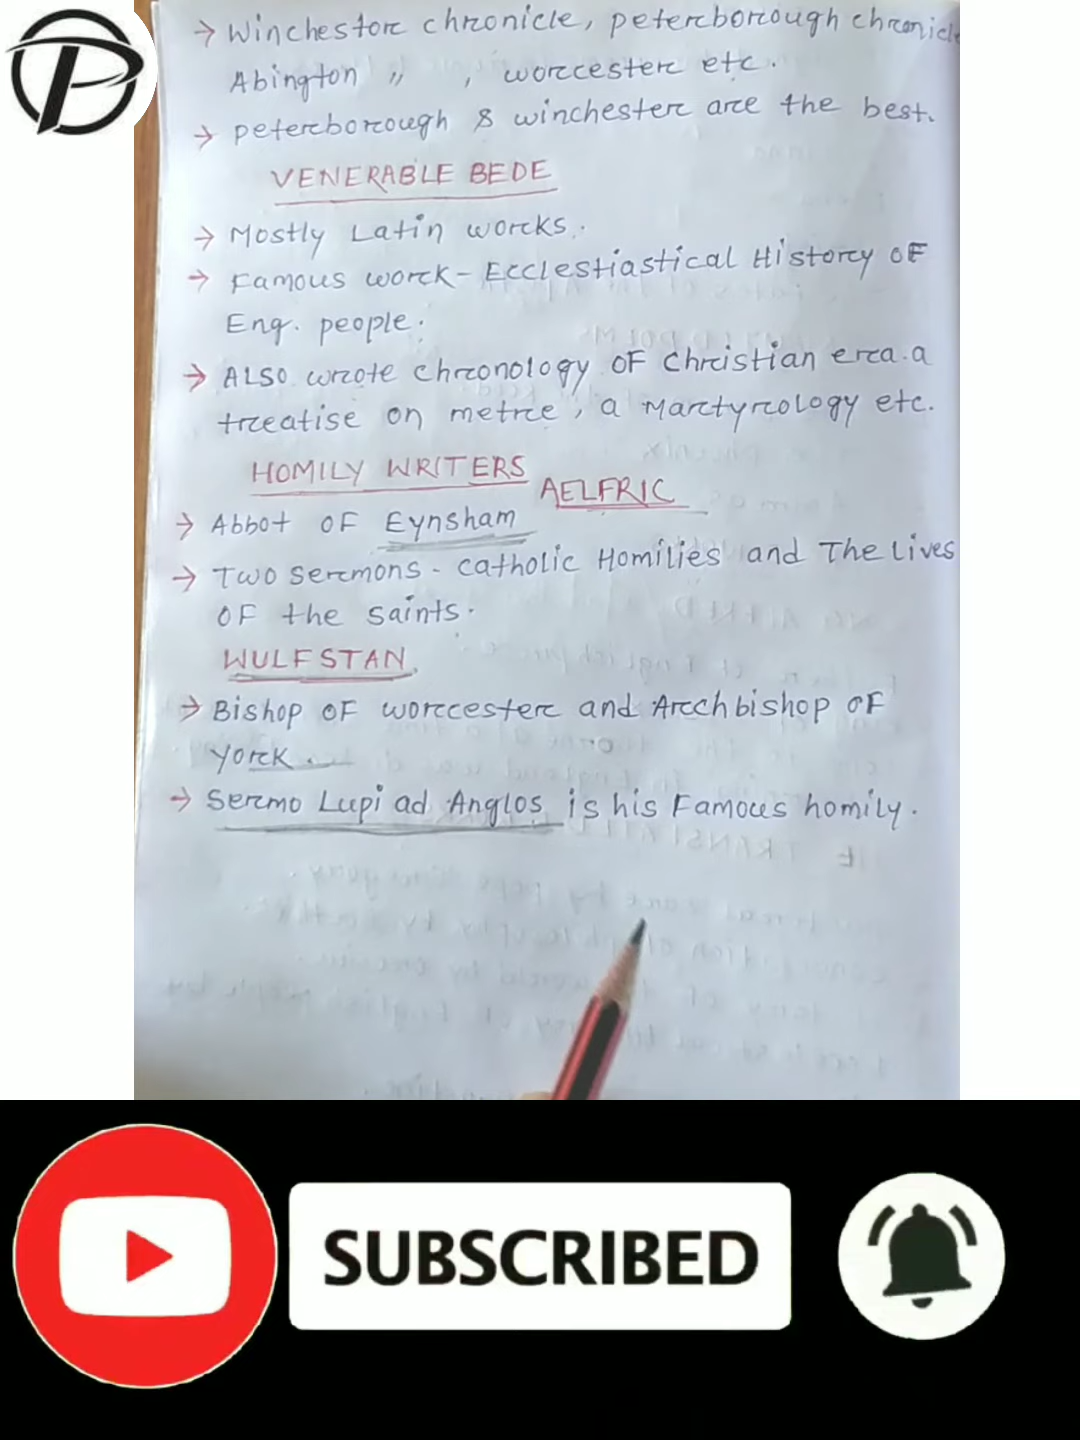 → Winchester chronicle, peterborough chronicle
Abington " , worcester etc.
→ peterborough & winchester are the best.
VENERABLE BEDE
→ Mostly Latin works.
→ Famous work - Ecclestiastical History OF
Eng. people.
→ ALSO wrote chronology OF Christian era. a
treatise on metre, a Martyrology etc.
HOMILY WRITERS
AELFRIC
→ Abbot OF Eynsham
→ Two sermons - catholic Homilies and The Lives
OF the saints.
WULFSTAN
→ Bishop OF worcester and Archbishop OF
York.
→ Sermo Lupi ad Anglos is his Famous homily.
SUBSCRIBED